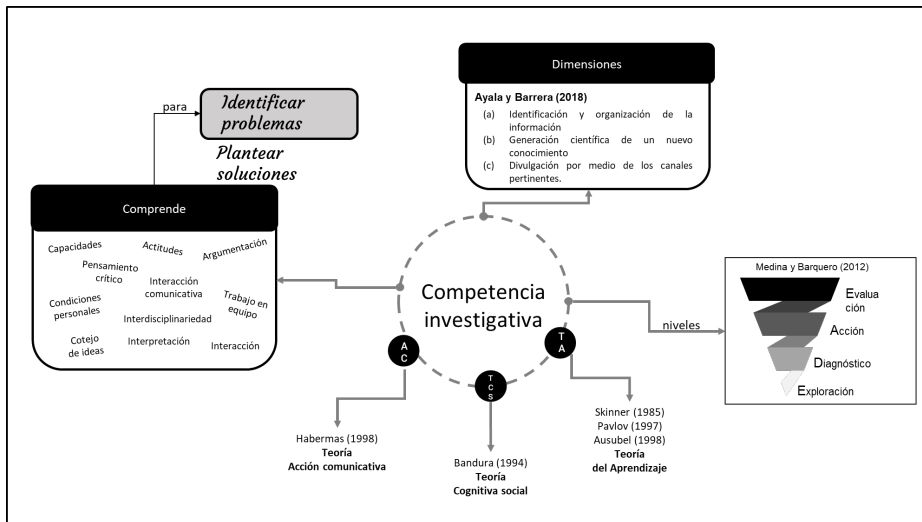 Dimensiones
Ayala y Barrera (2018)
(a) Identificación y organización de la
información
(b) Generación científica de un nuevo
conocimiento
(c) Divulgación por medio de los canales
pertinentes.
para
Identificar
problemas
Plantear
soluciones
Comprende
Capacidades
Actitudes
Argumentación
Pensamiento
crítico
Interacción
comunicativa
Condiciones
personales
Trabajo en
equipo
Interdisciplinariedad
Cotejo
de ideas
Interpretación
Interacción
Competencia
investigativa
A
C
T
C
S
T
A
niveles
Medina y Barquero (2012)
Evalua
ción
Acción
Diagnóstico
Exploración
Habermas (1998)
Teoría
Acción comunicativa
Bandura (1994)
Teoría
Cognitiva social
Skinner (1985)
Pavlov (1997)
Ausubel (1998)
Teoría
del Aprendizaje